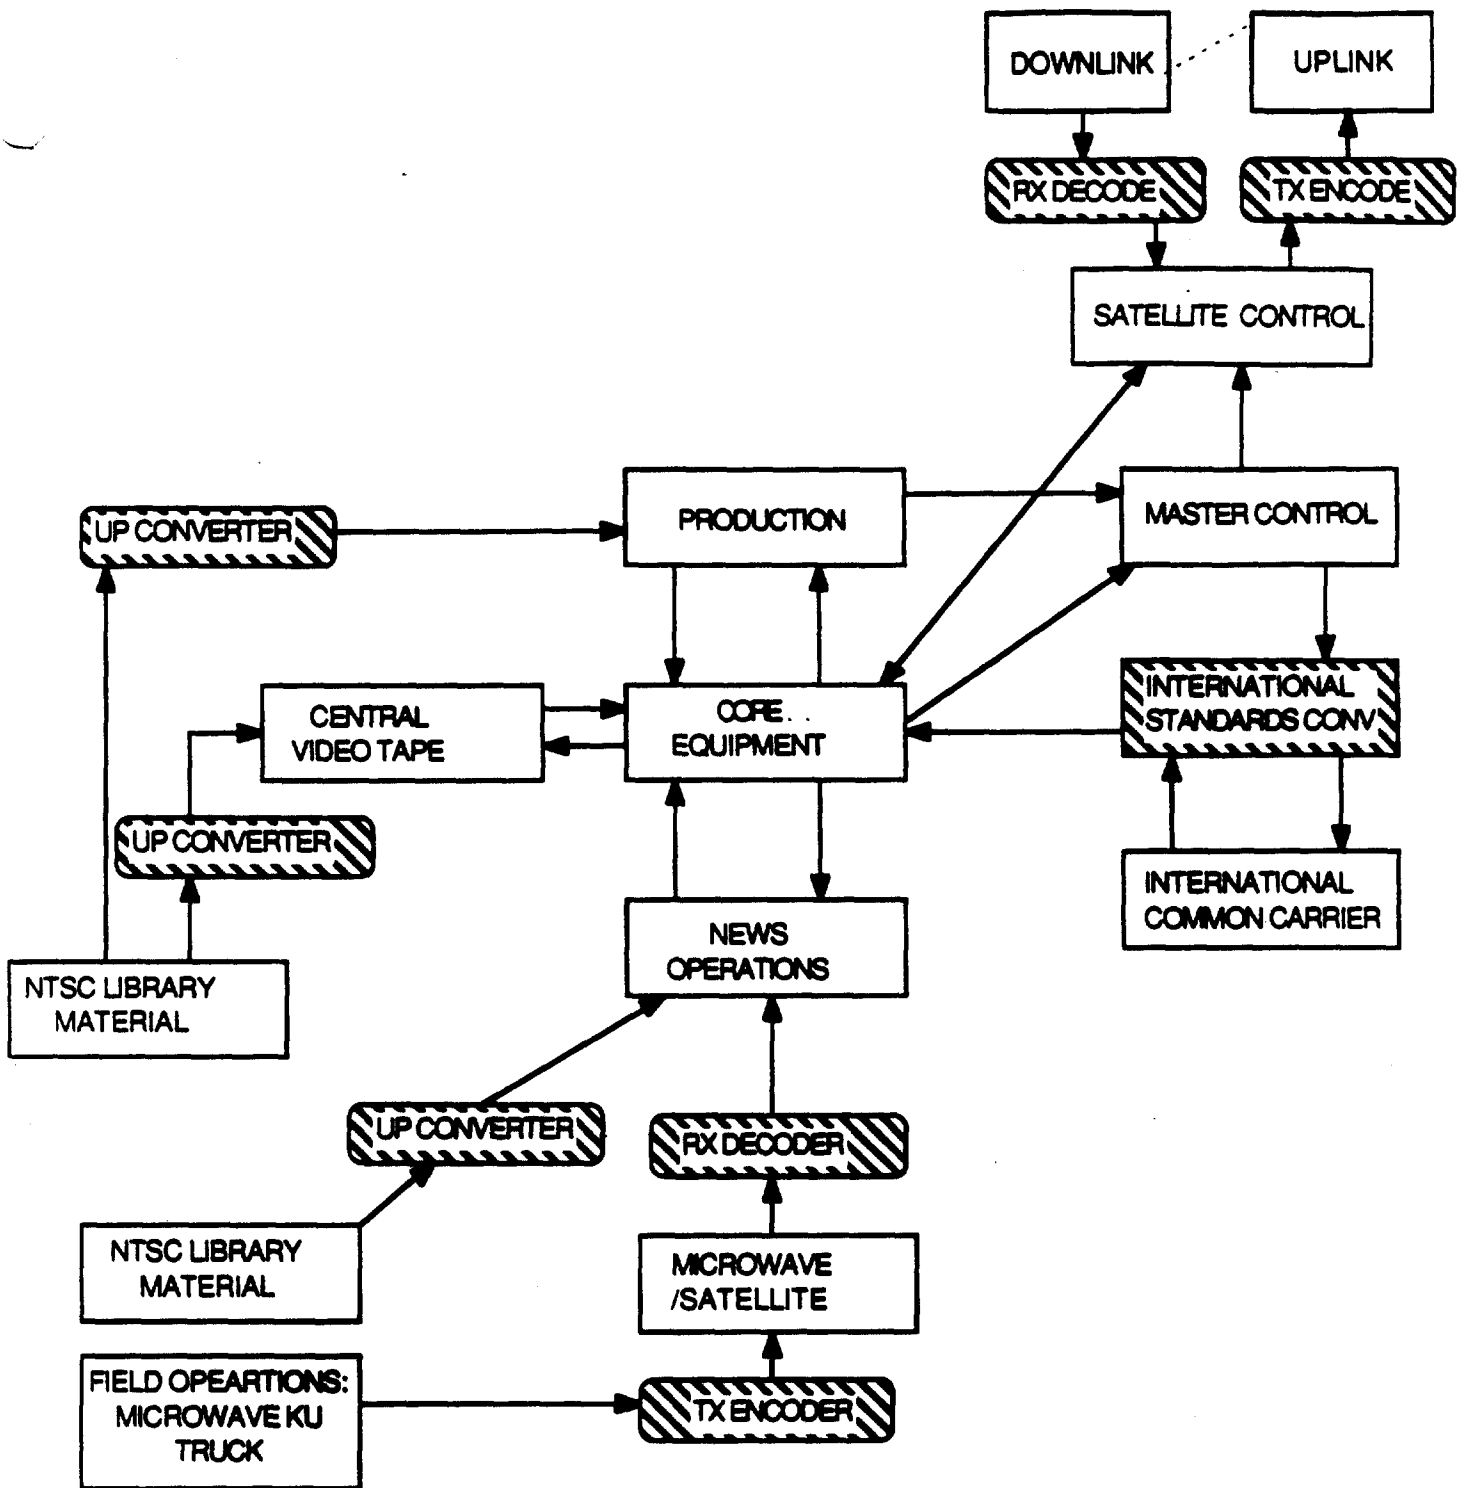 DOWNLINK
UPLINK
RX DECODE
TX ENCODE
SATELLITE CONTROL
PRODUCTION
MASTER CONTROL
UP CONVERTER
CENTRAL
VIDEO TAPE
CORE . .
EQUIPMENT
INTERNATIONAL
STANDARDS CONV
UP CONVERTER
INTERNATIONAL
COMMON CARRIER
NEWS
OPERATIONS
NTSC LIBRARY
MATERIAL
UP CONVERTER
RX DECODER
NTSC LIBRARY
MATERIAL
MICROWAVE
/SATELLITE
FIELD OPEARTIONS:
MICROWAVE KU
TRUCK
TX ENCODER